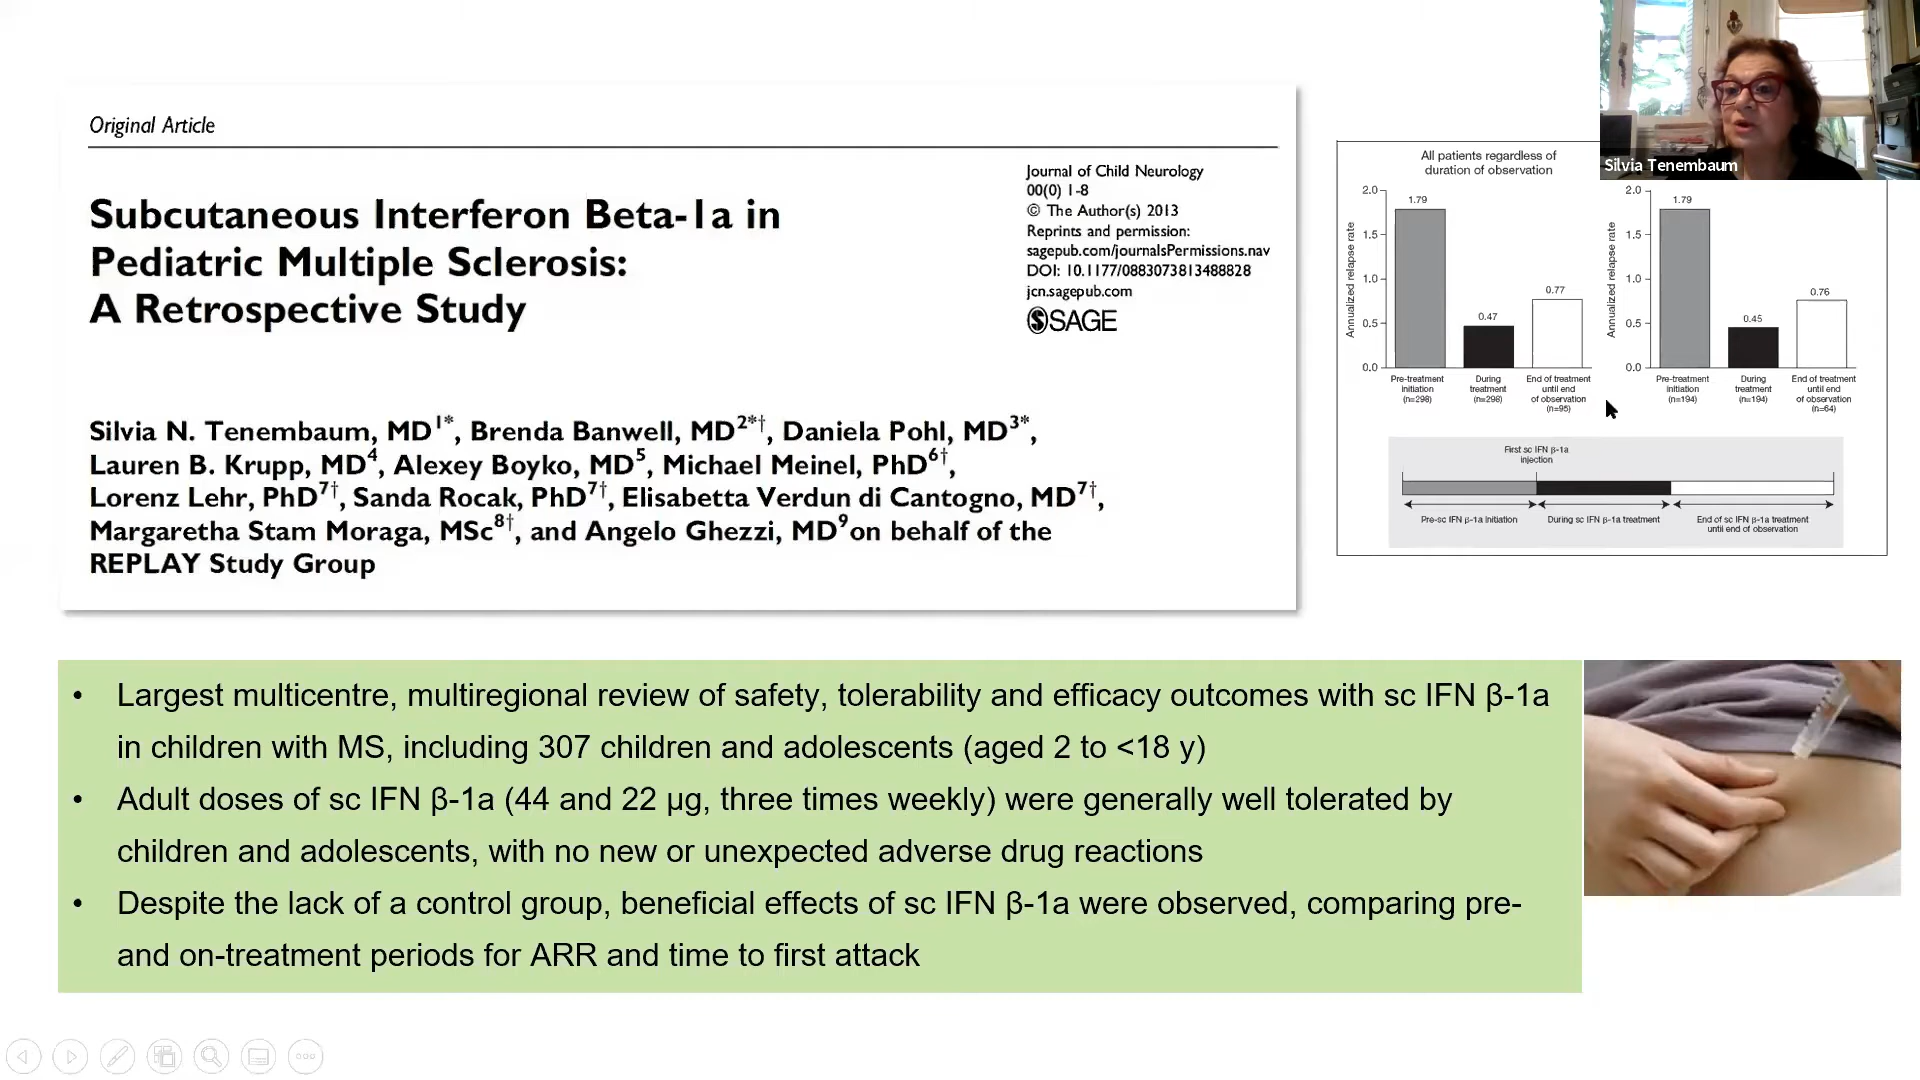 Original Article
Subcutaneous Interferon Beta-1a in
Pediatric Multiple Sclerosis:
A Retrospective Study
Journal of Child Neurology
00(0) 1-8
© The Author(s) 2013
Reprints and permission:
sagepub.com/journalsPermissions.nav
DOI: 10.1177/0883073813488828
jcn.sagepub.com
SAGE
Silvia N. Tenembaum, MD1*, Brenda Banwell, MD2*†, Daniela Pohl, MD3*,
Lauren B. Krupp, MD4, Alexey Boyko, MD5, Michael Meinel, PhD6†,
Lorenz Lehr, PhD7†, Sanda Rocak, PhD7†, Elisabetta Verdun di Cantogno, MD7†,
Margaretha Stam Moraga, MSc8†, and Angelo Ghezzi, MD9on behalf of the
REPLAY Study Group
All patients regardless of
duration of observation
Annualized relapse rate
2.0
1.5
1.0
0.5
0.0
1.79
0.47
0.77
Pre-treatment
initiation
(n=298)
During
treatment
(n=298)
End of treatment
until end
of observation
(n=95)
Annualized relapse rate
2.0
1.5
1.0
0.5
0.0
1.79
0.45
0.76
Pre-treatment
initiation
(n=194)
During
treatment
(n=194)
End of treatment
until end
of observation
(n=64)
First sc IFN β-1a
injection
Pre-sc IFN β-1a initiation
During sc IFN β-1a treatment
End of sc IFN β-1a treatment
until end of observation
Silvia Tenembaum
• Largest multicentre, multiregional review of safety, tolerability and efficacy outcomes with sc IFN β-1a
in children with MS, including 307 children and adolescents (aged 2 to <18 y)
• Adult doses of sc IFN β-1a (44 and 22 µg, three times weekly) were generally well tolerated by
children and adolescents, with no new or unexpected adverse drug reactions
• Despite the lack of a control group, beneficial effects of sc IFN β-1a were observed, comparing pre-
and on-treatment periods for ARR and time to first attack